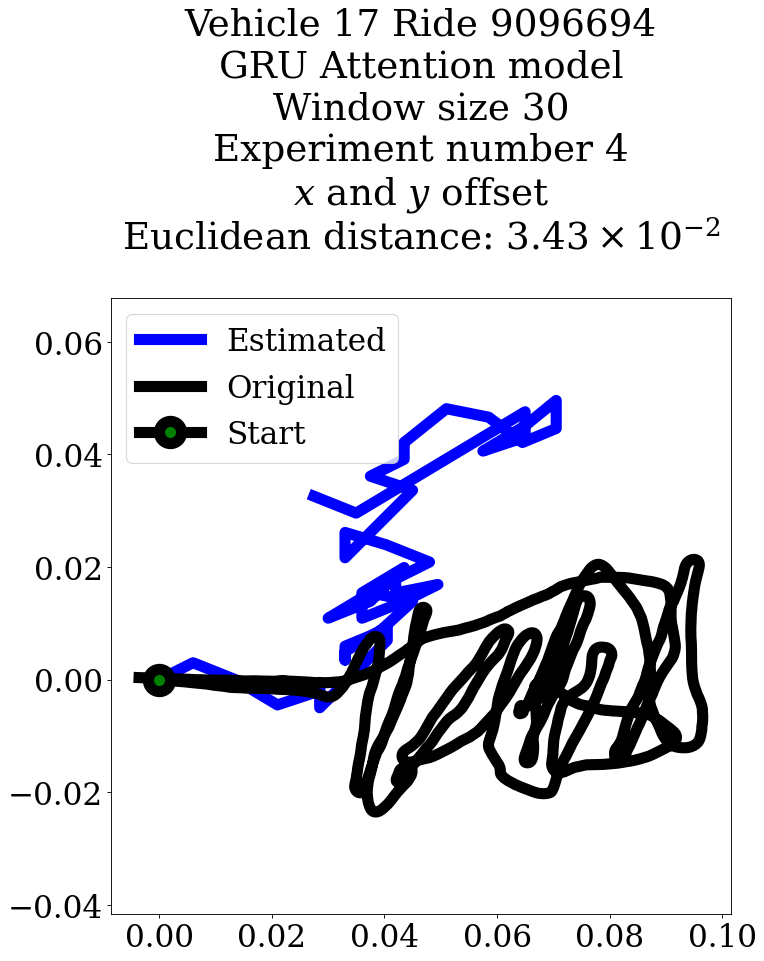 Vehicle 17 Ride 9096694
GRU Attention model
Window size 30
Experiment number 4
x and y offset
Euclidean distance: 3.43 × 10⁻²
Estimated
Original
Start
0.06
0.04
0.02
0.00
−0.02
−0.04
0.00 0.02 0.04 0.06 0.08 0.10